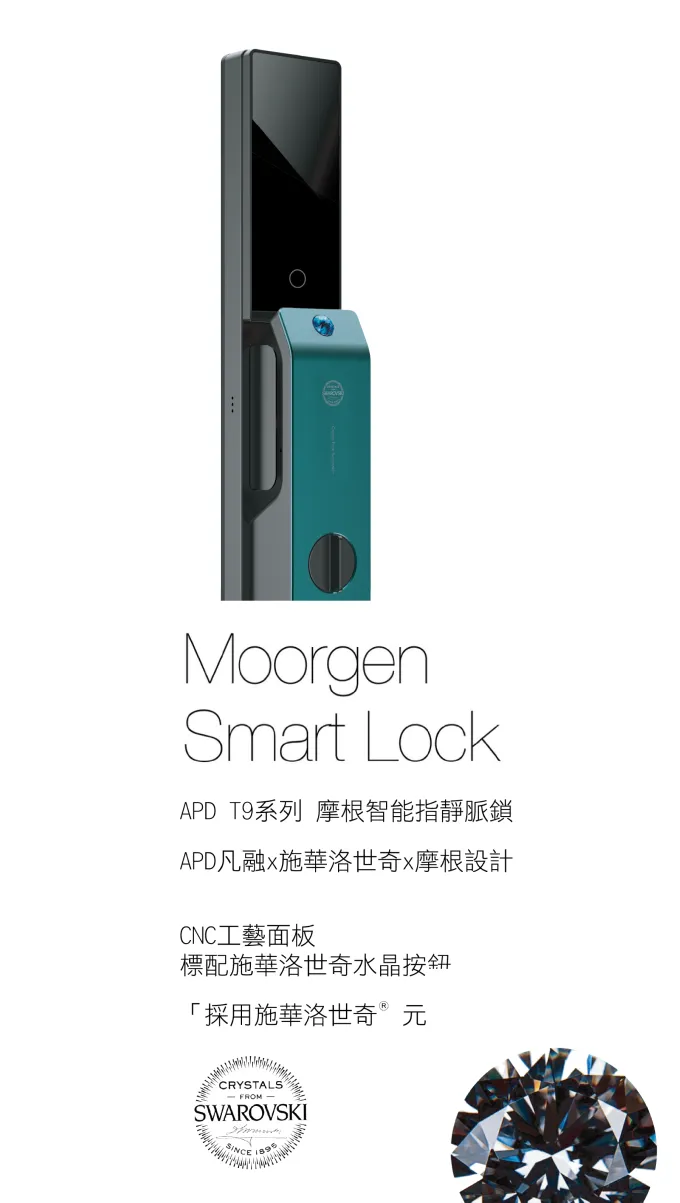 Moorgen
Smart Lock
APD T9系列 摩根智能指靜脈鎖
APD凡融x施華洛世奇x摩根設計
CNC工藝面板
標配施華洛世奇水晶按鈕
「採用施華洛世奇® 元
CRYSTALS
FROM
SWAROVSKI
SINCE 1895